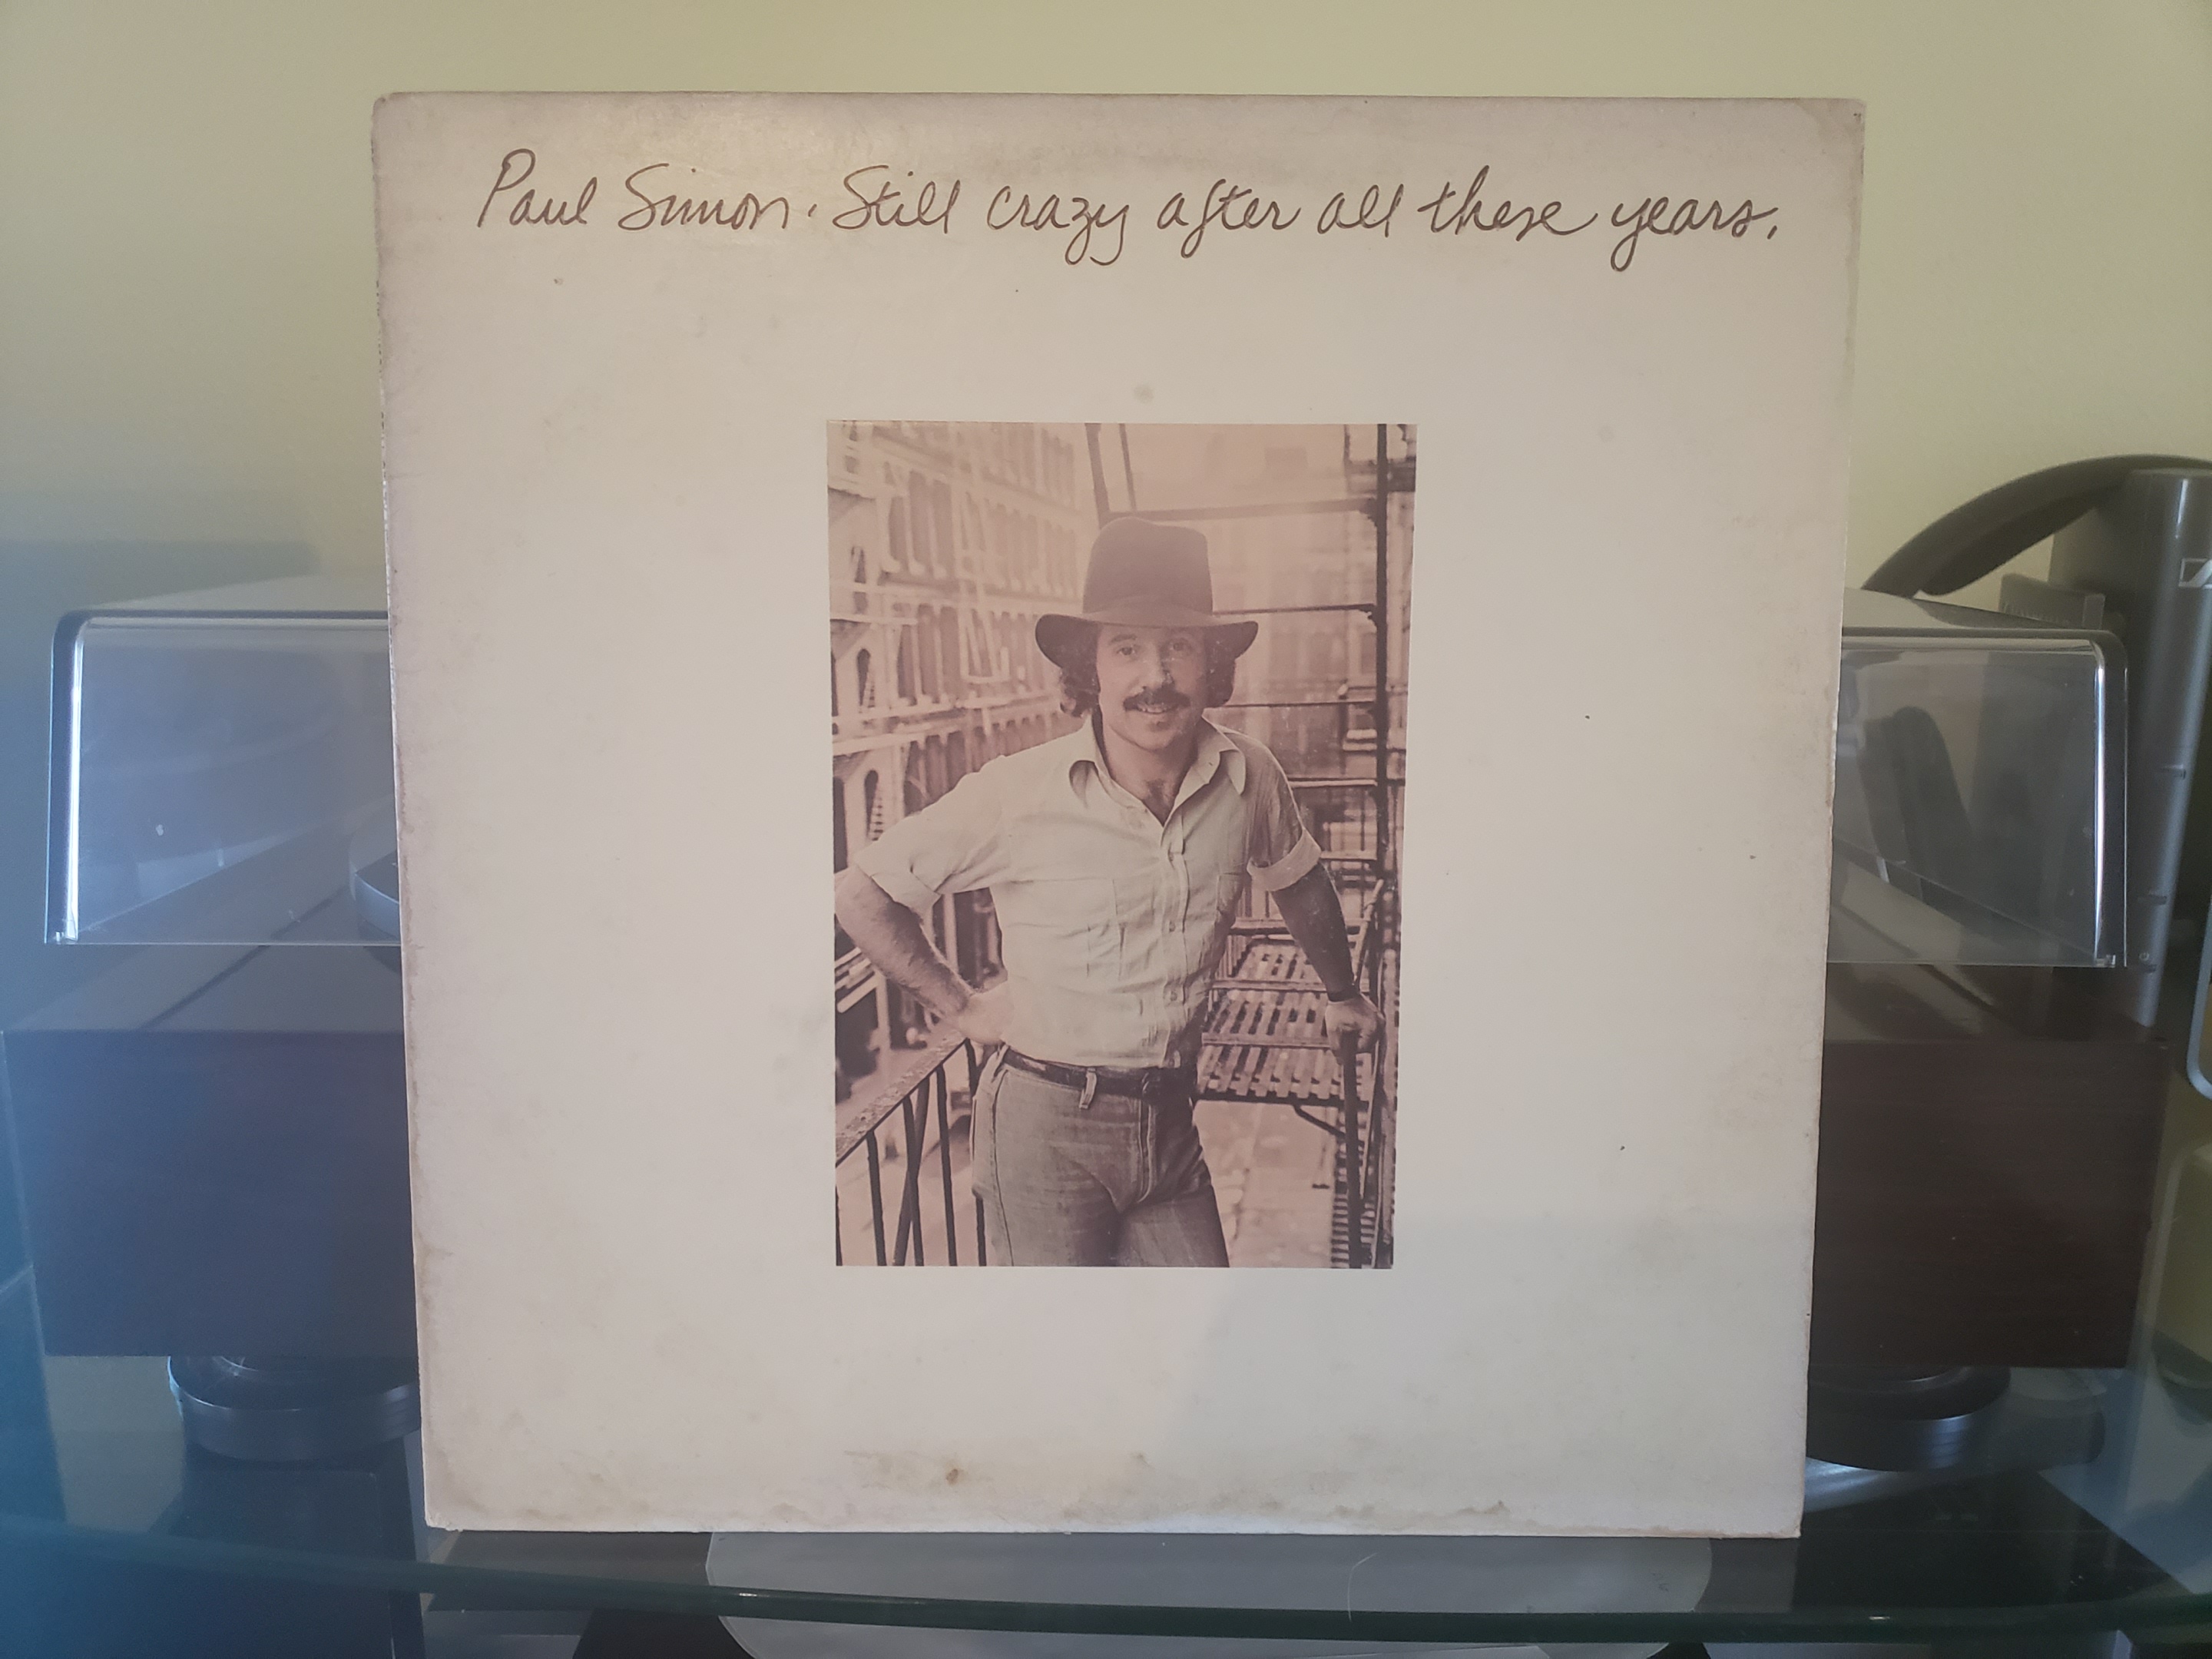 Paul Simon. Still crazy after all these years.